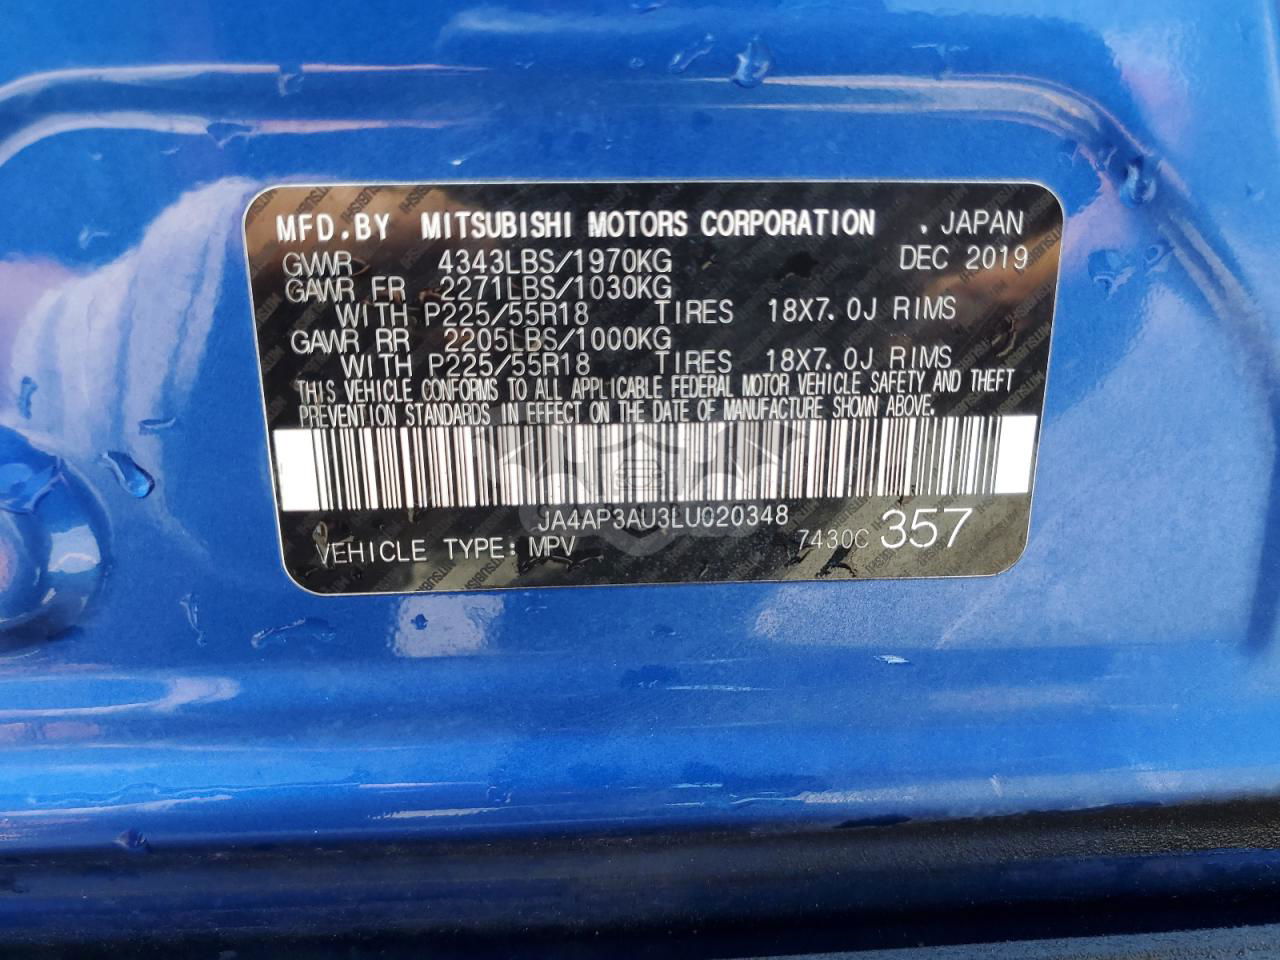 MFD.BY MITSUBISHI MOTORS CORPORATION .JAPAN
GVWR 4343LBS/1970KG DEC 2019
GAWR FR 2271LBS/1030KG
WITH P225/55R18 TIRES 18X7.0J RIMS
GAWR RR 2205LBS/1000KG
WITH P225/55R18 TIRES 18X7.0J RIMS
THIS VEHICLE CONFORMS TO ALL APPLICABLE FEDERAL MOTOR VEHICLE SAFETY AND THEFT
PREVENTION STANDARDS IN EFFECT ON THE DATE OF MANUFACTURE SHOWN ABOVE.
JA4AP3AU3LU020348
VEHICLE TYPE: MPV 7430C 357